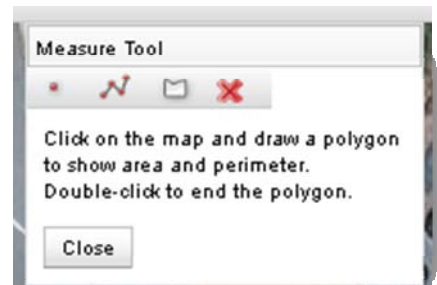 Measure Tool
Click on the map and draw a polygon
to show area and perimeter.
Double-click to end the polygon.
Close